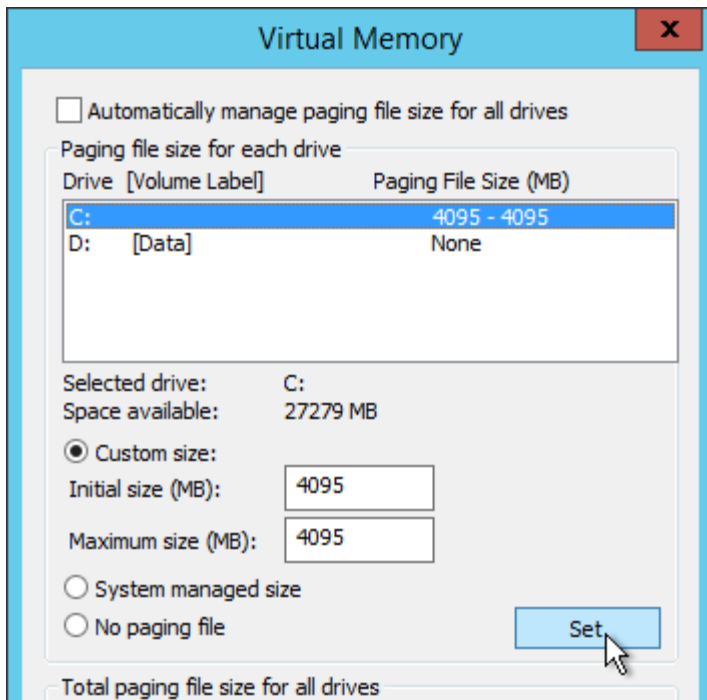 Virtual Memory
x
Automatically manage paging file size for all drives
Paging file size for each drive
Drive [Volume Label] Paging File Size (MB)
C: 4095 - 4095
D: [Data] None
Selected drive: C:
Space available: 27279 MB
Custom size:
Initial size (MB): 4095
Maximum size (MB): 4095
System managed size
No paging file
Set
Total paging file size for all drives